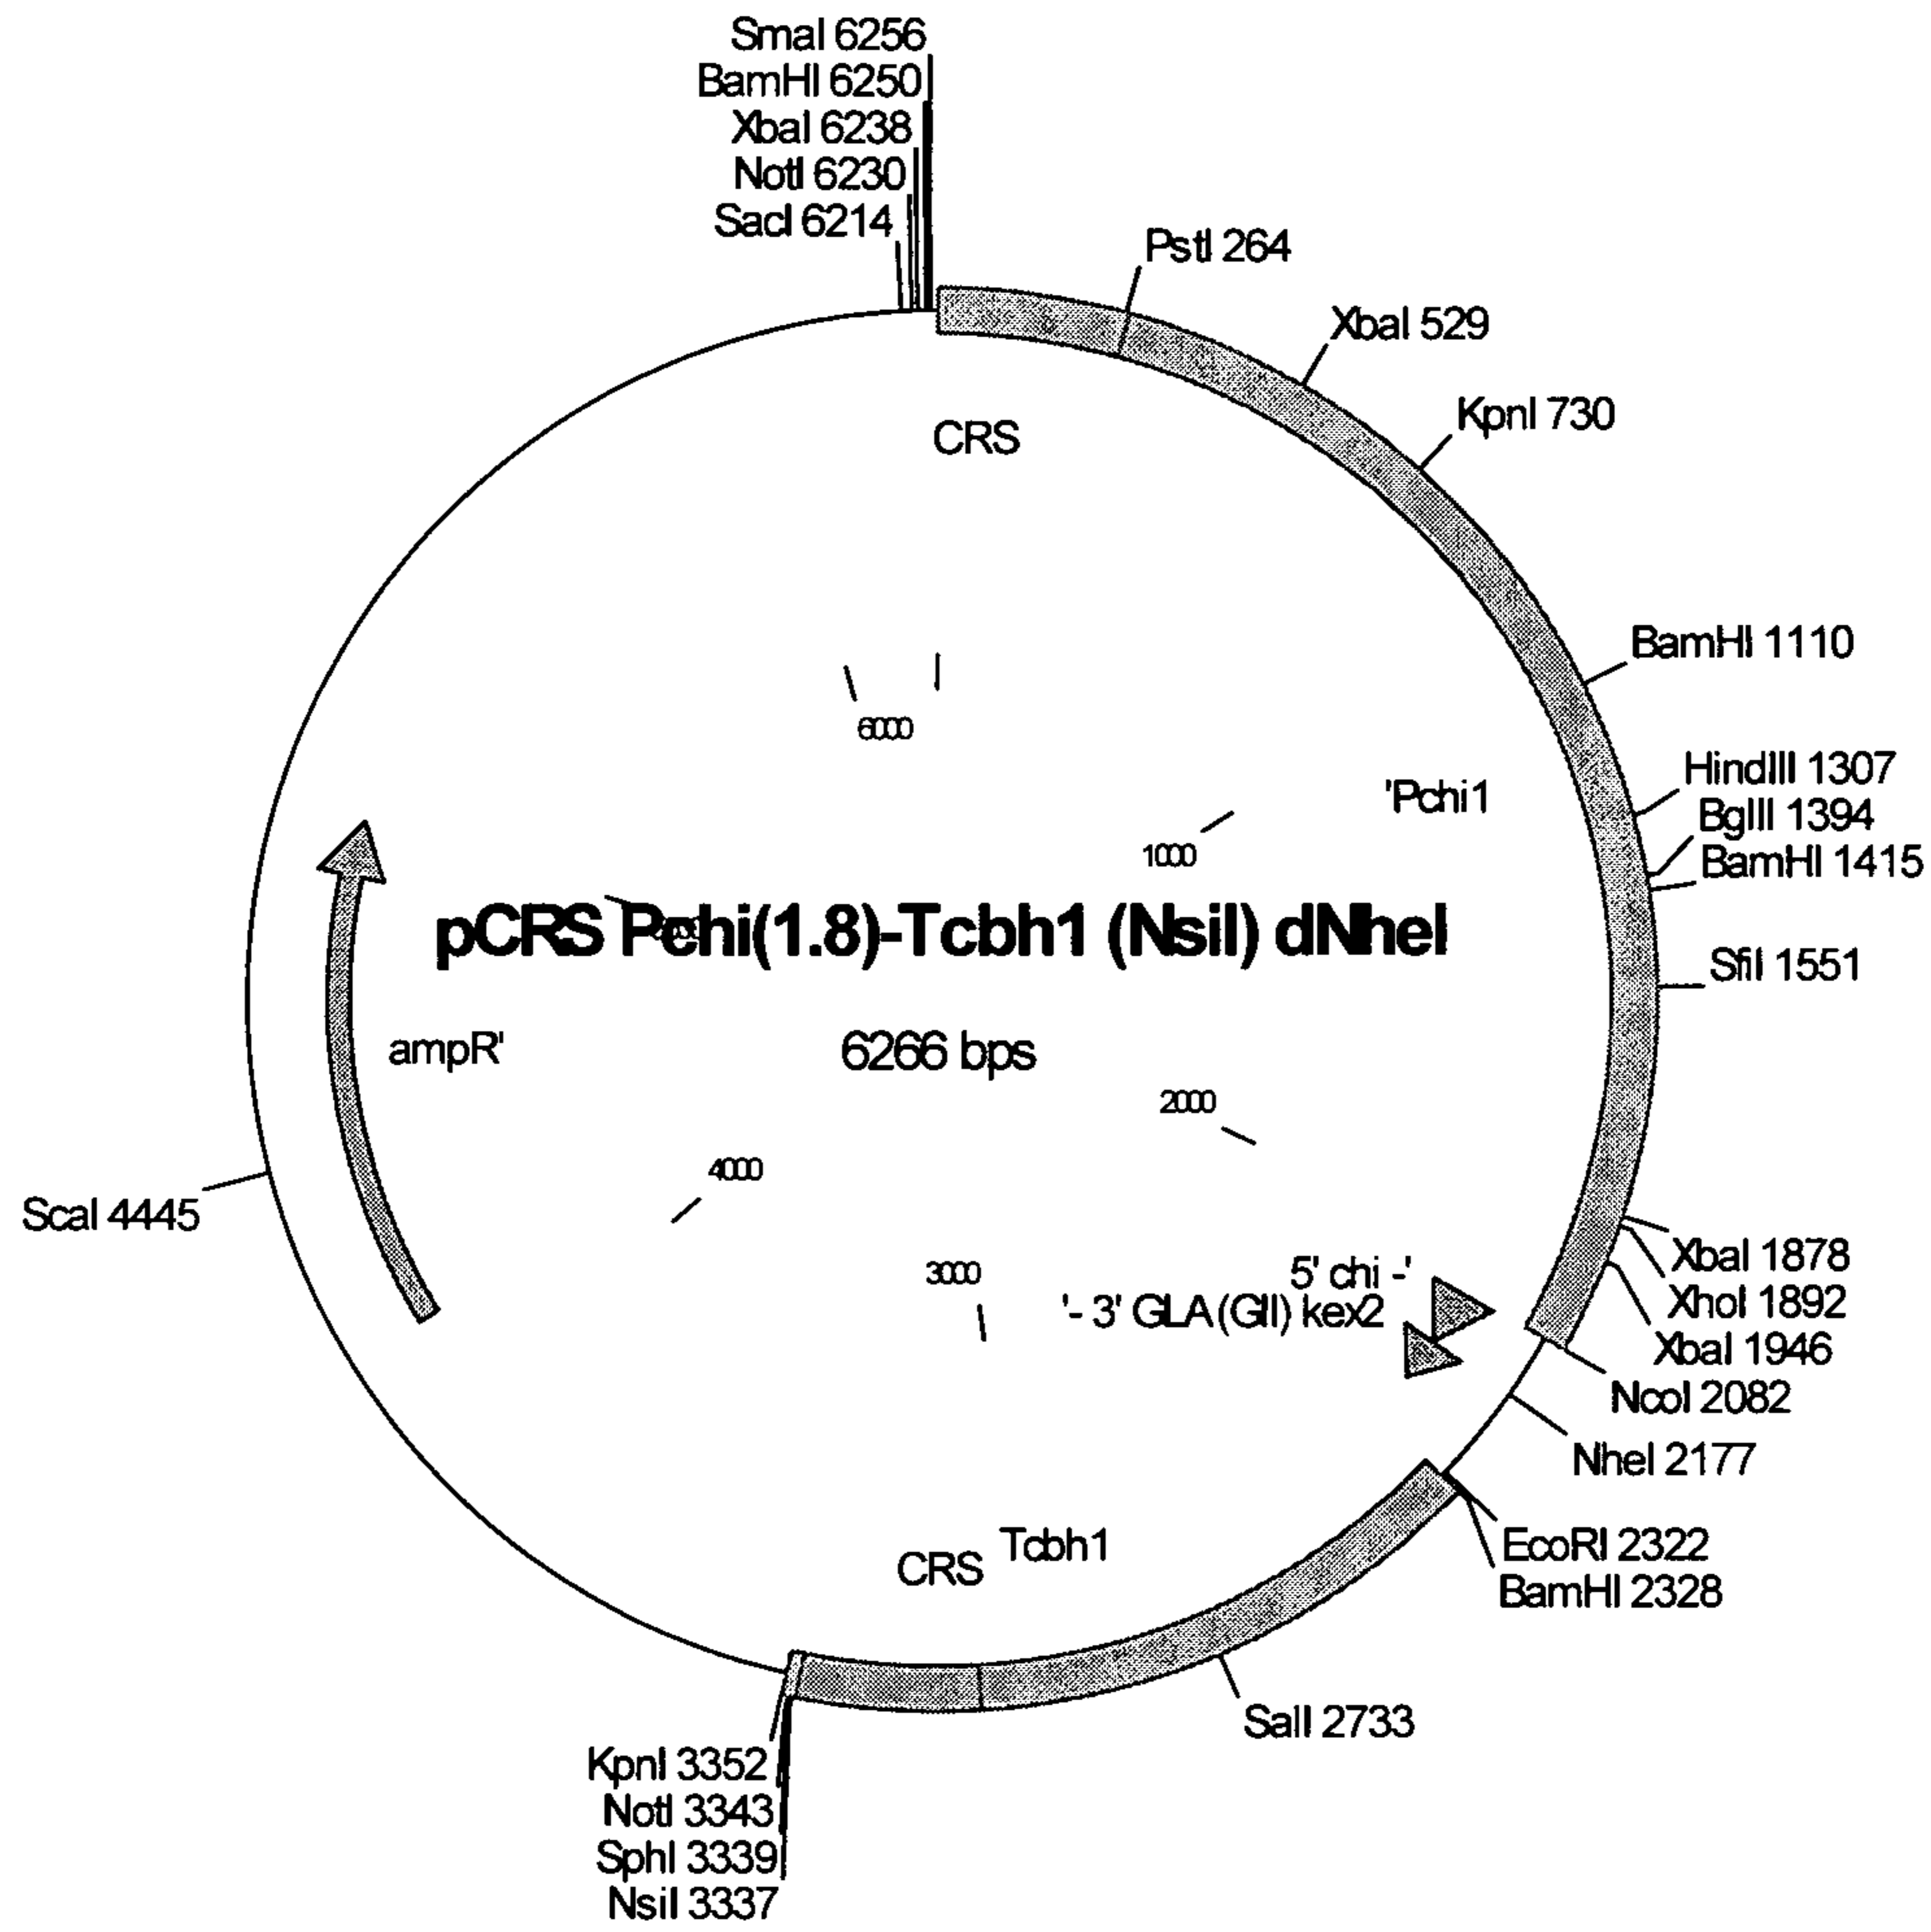 SmaI 6256
BamHI 6250
XbaI 6238
NotI 6230
SacI 6214
PstI 264
XbaI 529
KpnI 730
CRS
BamHI 1110
6000
HindIII 1307
'Pchi1
BglII 1394
1000
BamHI 1415
pCRS Pchi(1.8)-Tcbh1 (NsiI) dNheI
SfiI 1551
ampR'
6266 bps
2000
4000
ScaI 4445
XbaI 1878
3000
5' chi -'
XhoI 1892
'- 3' GLA(GII) kex2
XbaI 1946
NcoI 2082
NheI 2177
EcoRI 2322
Tcbh1
CRS
BamHI 2328
SalI 2733
KpnI 3352
NotI 3343
SphI 3339
NsiI 3337